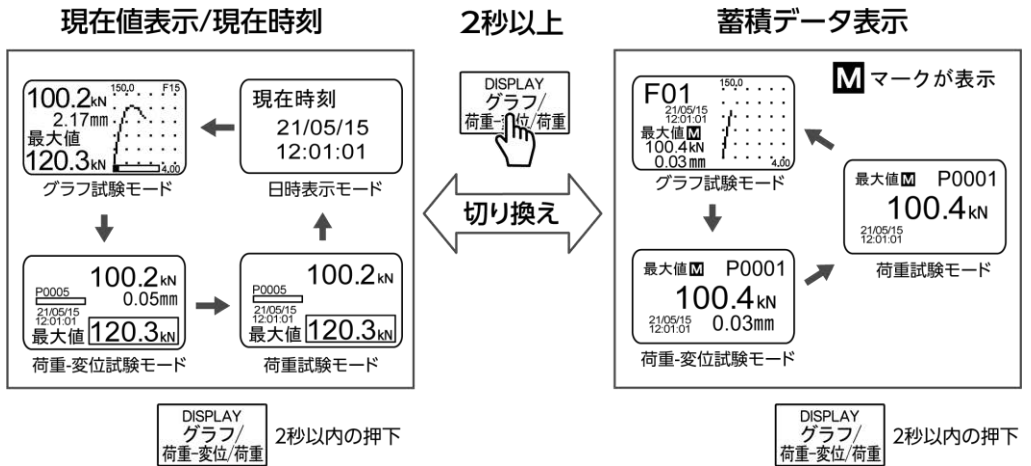 現在値表示/現在時刻
100.2kN
2.17mm
最大値
120.3kN
150.0
F15
4.00
グラフ試験モード
現在時刻
21/05/15
12:01:01
日時表示モード
100.2kN
P0005
0.05mm
21/05/15
12:01:01
最大値 120.3kN
荷重-変位試験モード
100.2kN
P0005
21/05/15
12:01:01
最大値 120.3kN
荷重試験モード
DISPLAY
グラフ/
荷重-変位/荷重
2秒以内の押下
2秒以上
DISPLAY
グラフ/
荷重-変位/荷重
切り換え
蓄積データ表示
M マークが表示
F01
21/05/15
12:01:01
最大値M
100.4kN
0.03mm
150.0
4.00
グラフ試験モード
最大値M P0001
100.4kN
21/05/15
12:01:01
荷重試験モード
最大値M P0001
100.4kN
21/05/15
12:01:01
0.03mm
荷重-変位試験モード
DISPLAY
グラフ/
荷重-変位/荷重
2秒以内の押下